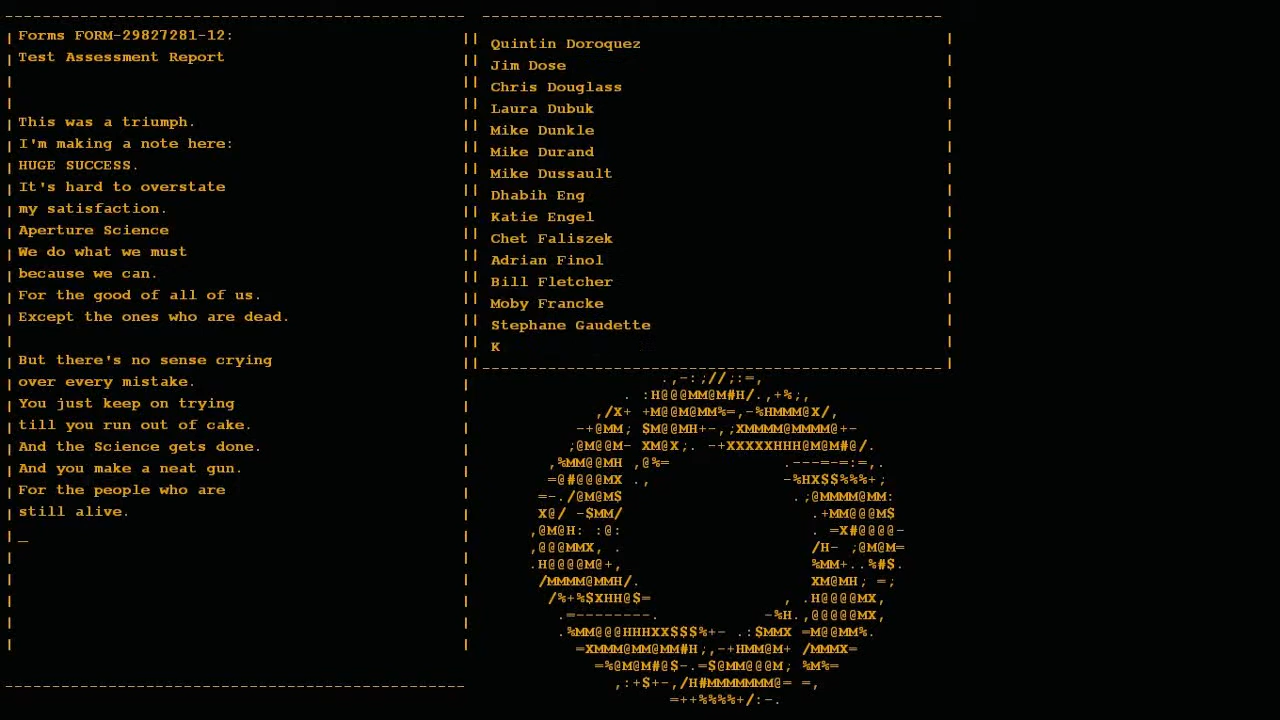 Forms FORM-29827281-12:
Test Assessment Report
This was a triumph.
I'm making a note here:
HUGE SUCCESS.
It's hard to overstate
my satisfaction.
Aperture Science
We do what we must
because we can.
For the good of all of us.
Except the ones who are dead.
But there's no sense crying
over every mistake.
You just keep on trying
till you run out of cake.
And the Science gets done.
And you make a neat gun.
For the people who are
still alive.
_
Quintin Doroquez
Jim Dose
Chris Douglass
Laura Dubuk
Mike Dunkle
Mike Durand
Mike Dussault
Dhabih Eng
Katie Engel
Chet Faliszek
Adrian Finol
Bill Fletcher
Moby Francke
Stephane Gaudette
K